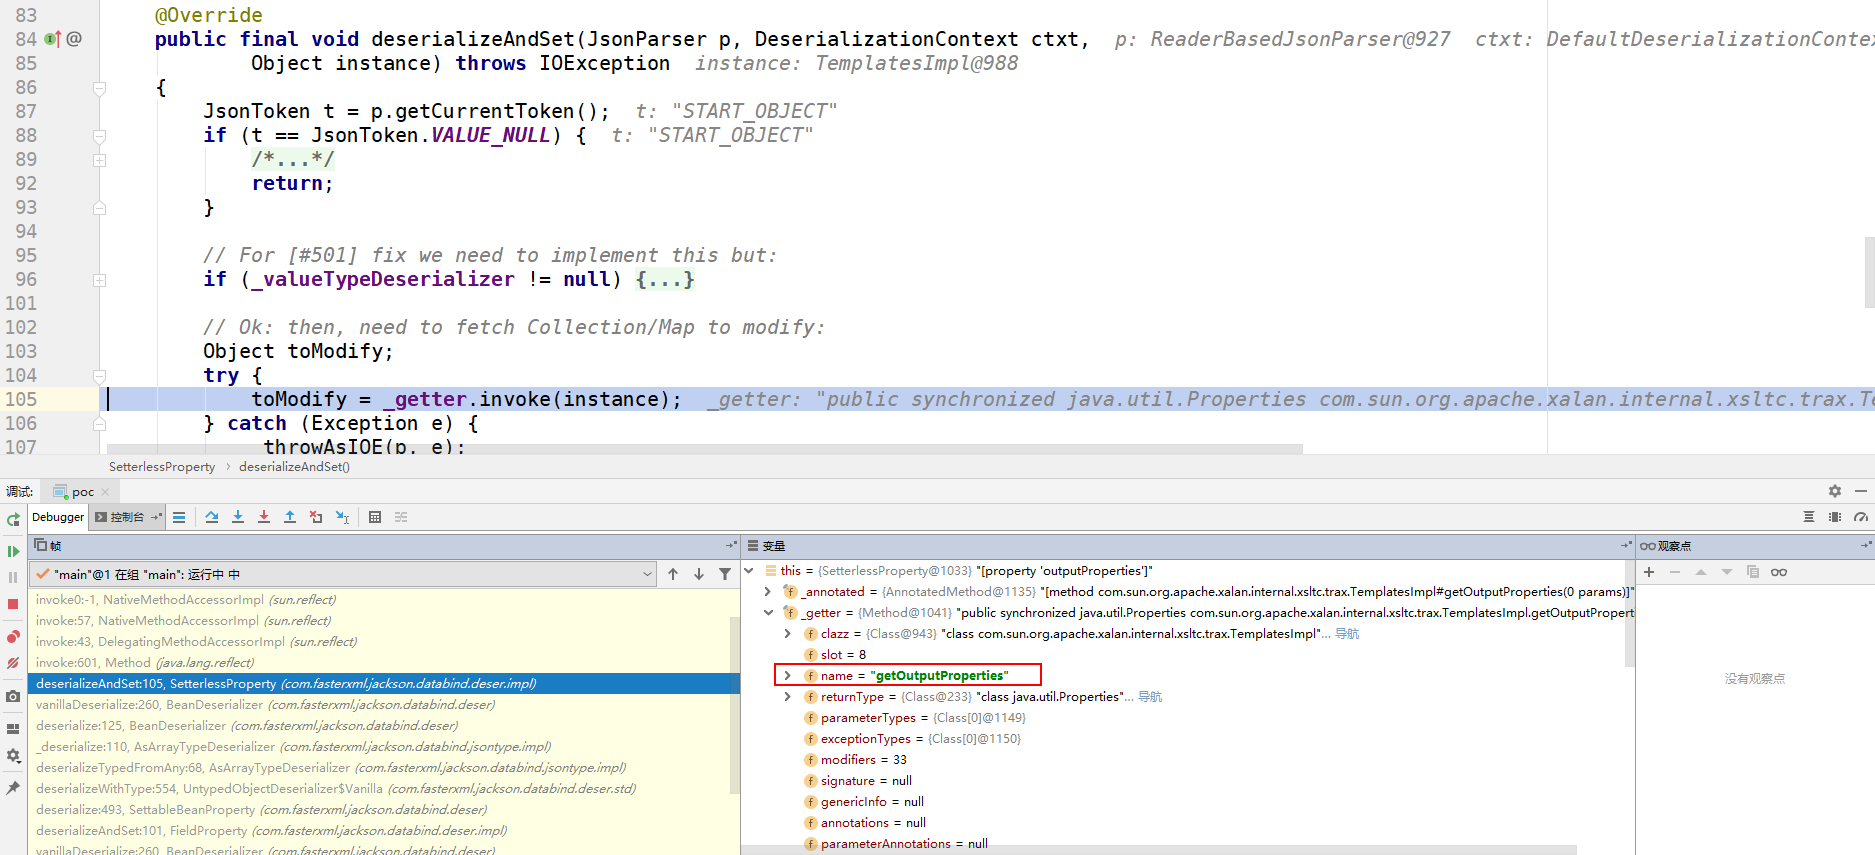 83 @Override
84 public final void deserializeAndSet(JsonParser p, DeserializationContext ctxt, p: ReaderBasedJsonParser@927 ctxt: DefaultDeserializationConte
85 Object instance) throws IOException instance: TemplatesImpl@988
86 {
87 JsonToken t = p.getCurrentToken(); t: "START_OBJECT"
88 if (t == JsonToken.VALUE_NULL) { t: "START_OBJECT"
89 /*...*/
92 return;
93 }
94
95 // For [#501] fix we need to implement this but:
96 if (_valueTypeDeserializer != null) {...}
101
102 // Ok: then, need to fetch Collection/Map to modify:
103 Object toModify;
104 try {
105 toModify = _getter.invoke(instance); _getter: "public synchronized java.util.Properties com.sun.org.apache.xalan.internal.xsltc.trax.Te
106 } catch (Exception e) {
107 throwAsIOE(p, e);
SetterlessProperty › deserializeAndSet()
调试: poc
Debugger 控制台
帧
"main"@1 在组 "main": 运行中 中
invoke0:-1, NativeMethodAccessorImpl (sun.reflect)
invoke:57, NativeMethodAccessorImpl (sun.reflect)
invoke:43, DelegatingMethodAccessorImpl (sun.reflect)
invoke:601, Method (java.lang.reflect)
deserializeAndSet:105, SetterlessProperty (com.fasterxml.jackson.databind.deser.impl)
vanillaDeserialize:260, BeanDeserializer (com.fasterxml.jackson.databind.deser)
deserialize:125, BeanDeserializer (com.fasterxml.jackson.databind.deser)
_deserialize:110, AsArrayTypeDeserializer (com.fasterxml.jackson.databind.jsontype.impl)
deserializeTypedFromAny:68, AsArrayTypeDeserializer (com.fasterxml.jackson.databind.jsontype.impl)
deserializeWithType:554, UntypedObjectDeserializer$Vanilla (com.fasterxml.jackson.databind.deser.std)
deserialize:493, SettableBeanProperty (com.fasterxml.jackson.databind.deser)
deserializeAndSet:101, FieldProperty (com.fasterxml.jackson.databind.deser.impl)
vanillaDeserialize:260, BeanDeserializer (com.fasterxml.jackson.databind.deser)
变量
this = {SetterlessProperty@1033} "[property 'outputProperties']"
_annotated = {AnnotatedMethod@1135} "[method com.sun.org.apache.xalan.internal.xsltc.trax.TemplatesImpl#getOutputProperties(0 params)]"
_getter = {Method@1041} "public synchronized java.util.Properties com.sun.org.apache.xalan.internal.xsltc.trax.TemplatesImpl.getOutputPropert
clazz = {Class@943} "class com.sun.org.apache.xalan.internal.xsltc.trax.TemplatesImpl"... 导航
slot = 8
name = "getOutputProperties"
returnType = {Class@233} "class java.util.Properties"... 导航
parameterTypes = {Class[0]@1149}
exceptionTypes = {Class[0]@1150}
modifiers = 33
signature = null
genericInfo = null
annotations = null
parameterAnnotations = null
观察点
没有观察点